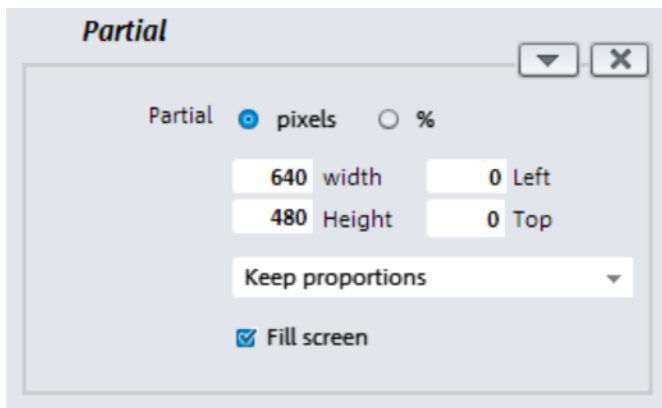 Partial
Partial pixels %
640 width 0 Left
480 Height 0 Top
Keep proportions
Fill screen